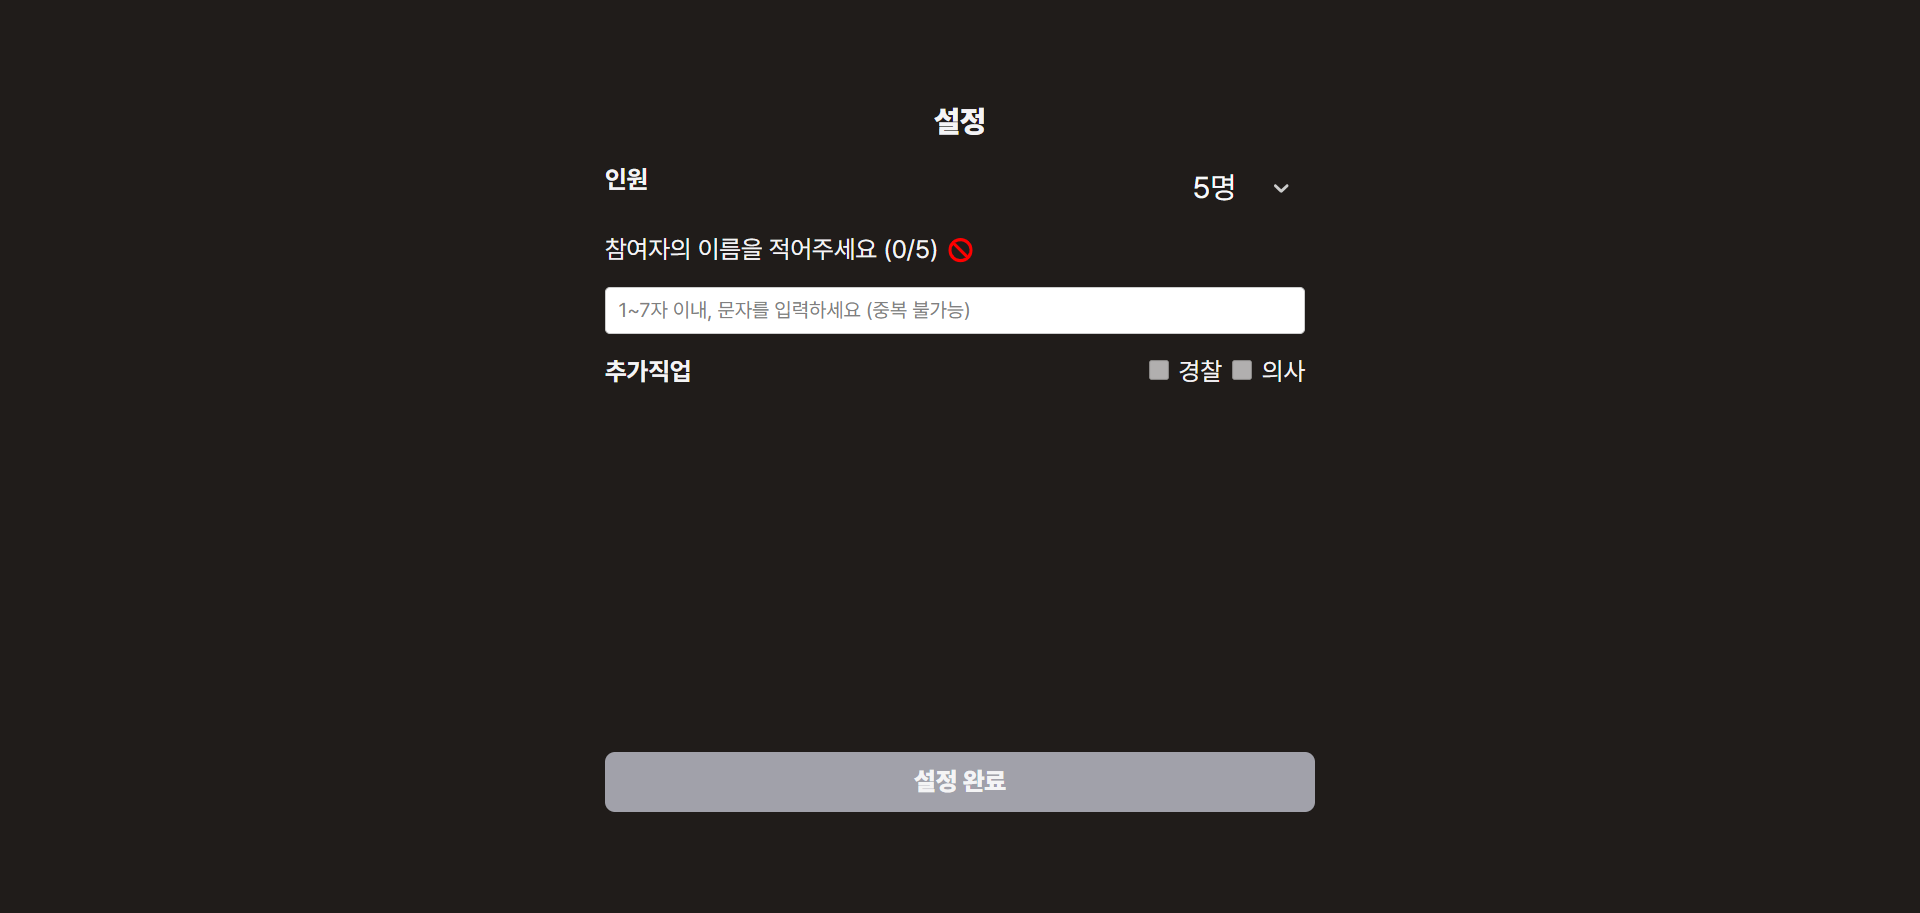 설정
인원 5명
참여자의 이름을 적어주세요 (0/5)
1~7자 이내, 문자를 입력하세요 (중복 불가능)
추가직업 경찰 의사
설정 완료